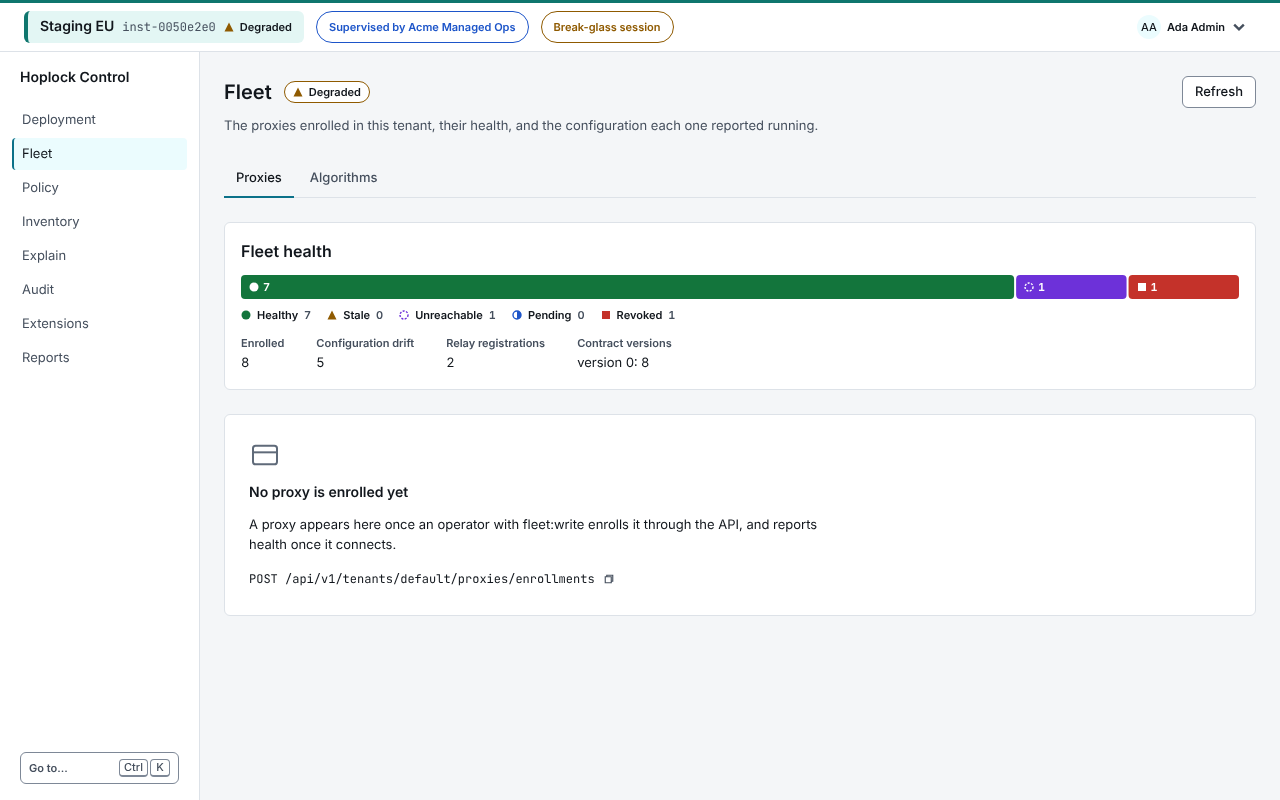 Staging EU inst-0050e2e0 Degraded
Supervised by Acme Managed Ops
Break-glass session
AA Ada Admin
Hoplock Control
Deployment
Fleet
Policy
Inventory
Explain
Audit
Extensions
Reports
Go to... Ctrl K
Fleet Degraded
Refresh
The proxies enrolled in this tenant, their health, and the configuration each one reported running.
Proxies Algorithms
Fleet health
7 1 1
Healthy 7 Stale 0 Unreachable 1 Pending 0 Revoked 1
Enrolled Configuration drift Relay registrations Contract versions
8 5 2 version 0: 8
No proxy is enrolled yet
A proxy appears here once an operator with fleet:write enrolls it through the API, and reports
health once it connects.
POST /api/v1/tenants/default/proxies/enrollments